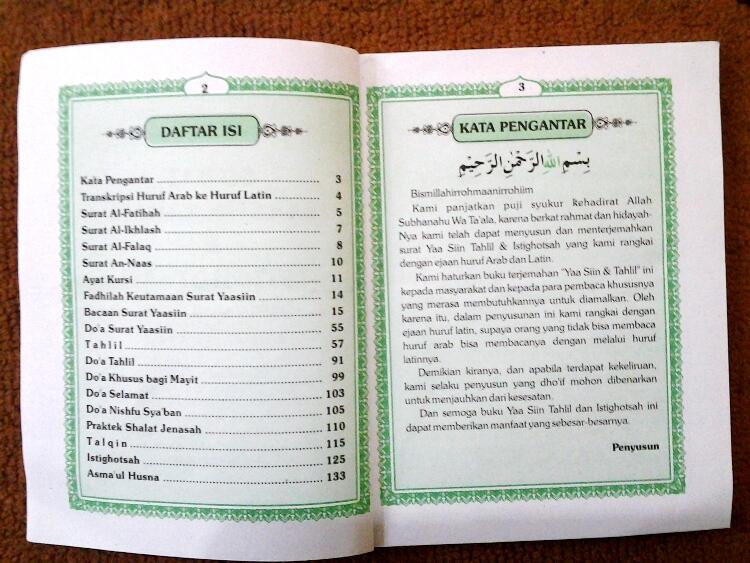 2
DAFTAR ISI
Kata Pengantar ........ 3
Transkripsi Huruf Arab ke Huruf Latin ........ 4
Surat Al-Fatihah ........ 5
Surat Al-Ikhlash ........ 7
Surat Al-Falaq ........ 8
Surat An-Naas ........ 10
Ayat Kursi ........ 11
Fadhilah Keutamaan Surat Yaasiin ........ 14
Bacaan Surat Yaasiin ........ 15
Do'a Surat Yaasiin ........ 55
T a h l i l ........ 57
Do'a Tahlil ........ 91
Do'a Khusus bagi Mayit ........ 99
Do'a Selamat ........ 103
Do'a Nishfu Sya'ban ........ 105
Praktek Shalat Jenasah ........ 110
T a l q i n ........ 115
Istighotsah ........ 125
Asma'ul Husna ........ 133
3
KATA PENGANTAR
بِسْمِ اللهِ الرَّحْمٰنِ الرَّحِيْمِ
Bismillahirrohmaanirrohiim
Kami panjatkan puji syukur kehadirat Allah
Subhanahu Wa Ta'ala, karena berkat rahmat dan hidayah-
Nya kami telah dapat menyusun dan menterjemahkan
surat Yaa Siin Tahlil & Istighotsah yang kami rangkai
dengan ejaan huruf Arab dan Latin.
Kami haturkan buku terjemahan "Yaa Siin & Tahlil" ini
kepada masyarakat dan kepada para pembaca khususnya
yang merasa membutuhkannya untuk diamalkan. Oleh
karena itu, dalam penyusunan ini kami rangkai dengan
ejaan huruf latin, supaya orang yang tidak bisa membaca
huruf arab bisa membacanya dengan melalui huruf
latinnya.
Demikian kiranya, dan apabila terdapat kekeliruan,
kami selaku penyusun yang dho'if mohon dibenarkan
untuk menjauhkan dari kesesatan.
Dan semoga buku Yaa Siin Tahlil dan Istighotsah ini
dapat memberikan manfaat yang sebesar-besarnya.
Penyusun